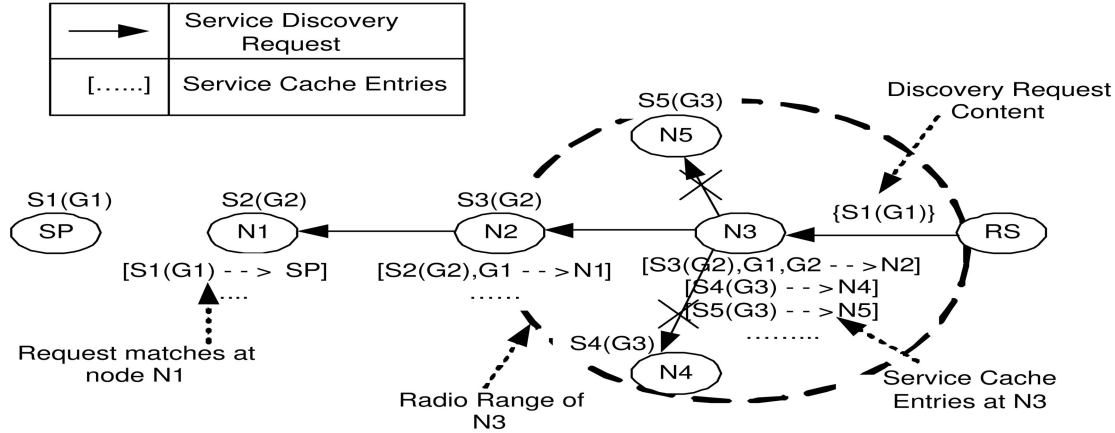 Service Discovery
Request
[......] Service Cache Entries
Discovery Request
Content
S5(G3)
N5
S1(G1) S2(G2) S3(G2)
{S1(G1)}
SP N1 N2 N3 RS
[S1(G1) - -> SP] [S2(G2),G1 - ->N1] [S3(G2),G1,G2 - ->N2]
..... ...... [S4(G3) - ->N4]
[S5(G3) - ->N5]
.........
S4(G3)
N4
Request matches at
node N1
Radio Range of
N3
Service Cache
Entries at N3